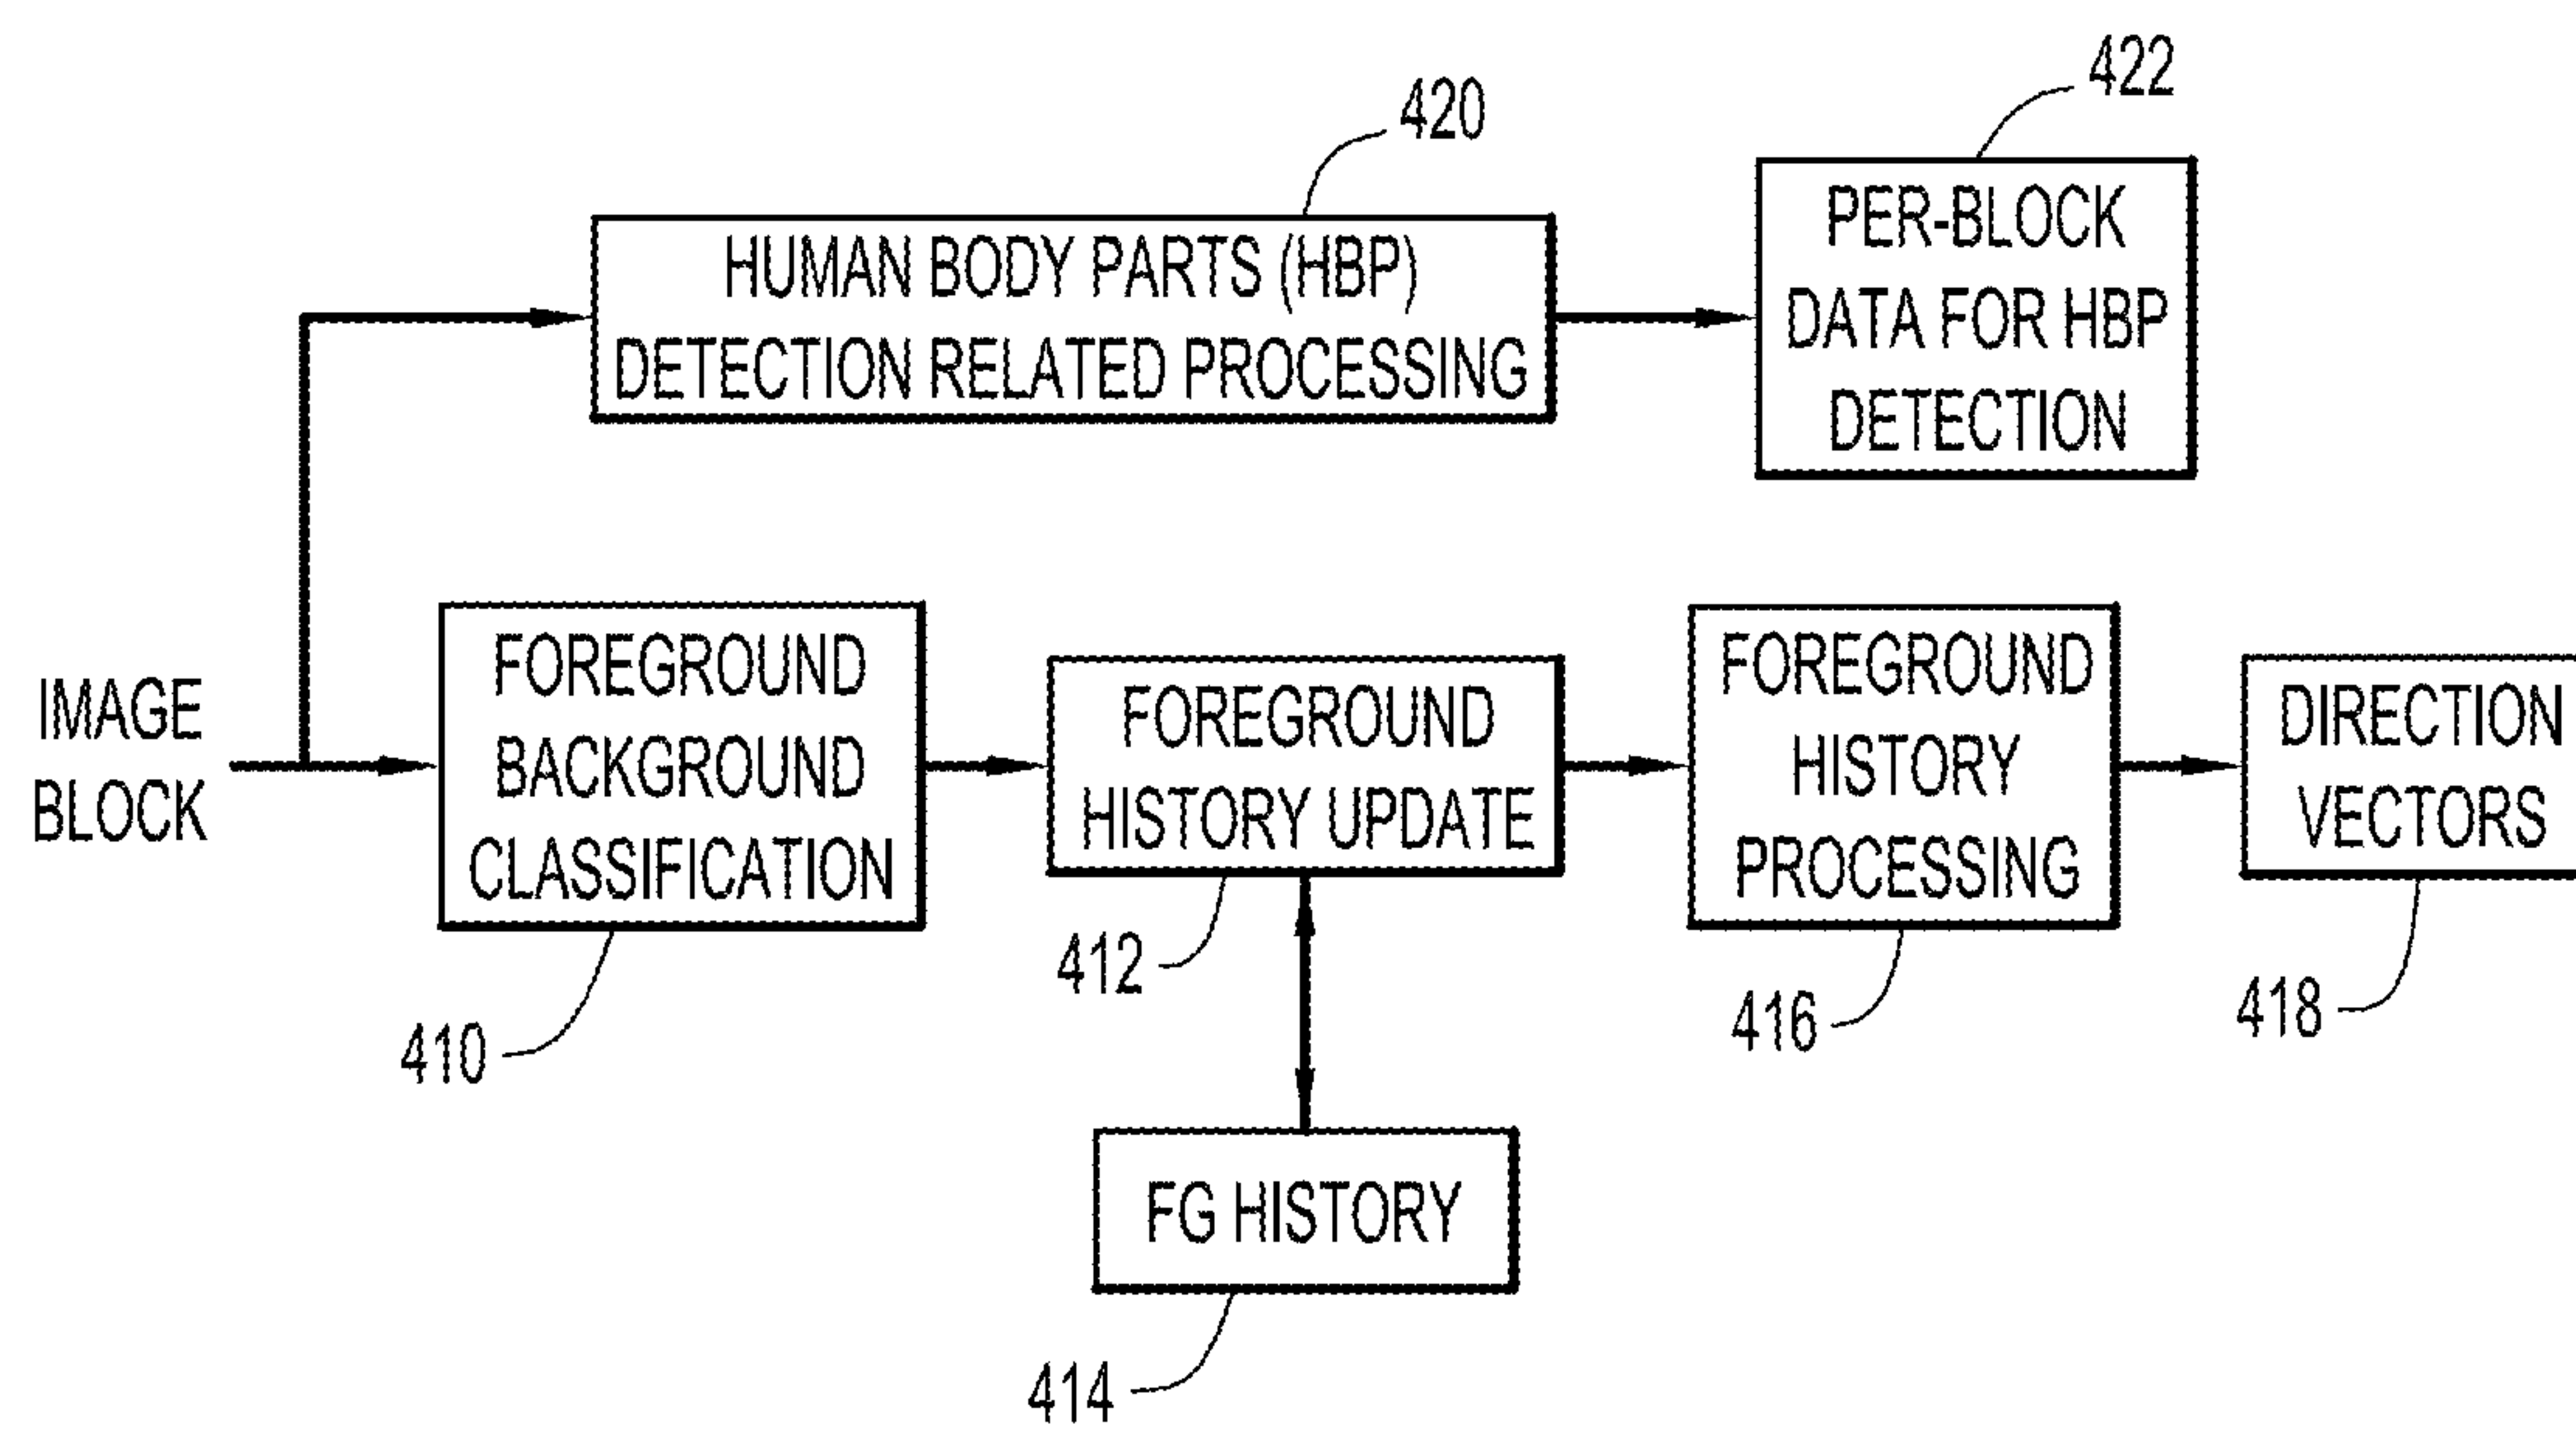 422
420
PER-BLOCK
DATA FOR HBP
DETECTION
HUMAN BODY PARTS (HBP)
DETECTION RELATED PROCESSING
IMAGE
BLOCK
FOREGROUND
BACKGROUND
CLASSIFICATION
FOREGROUND
HISTORY UPDATE
FOREGROUND
HISTORY
PROCESSING
DIRECTION
VECTORS
412
416
418
410
FG HISTORY
414